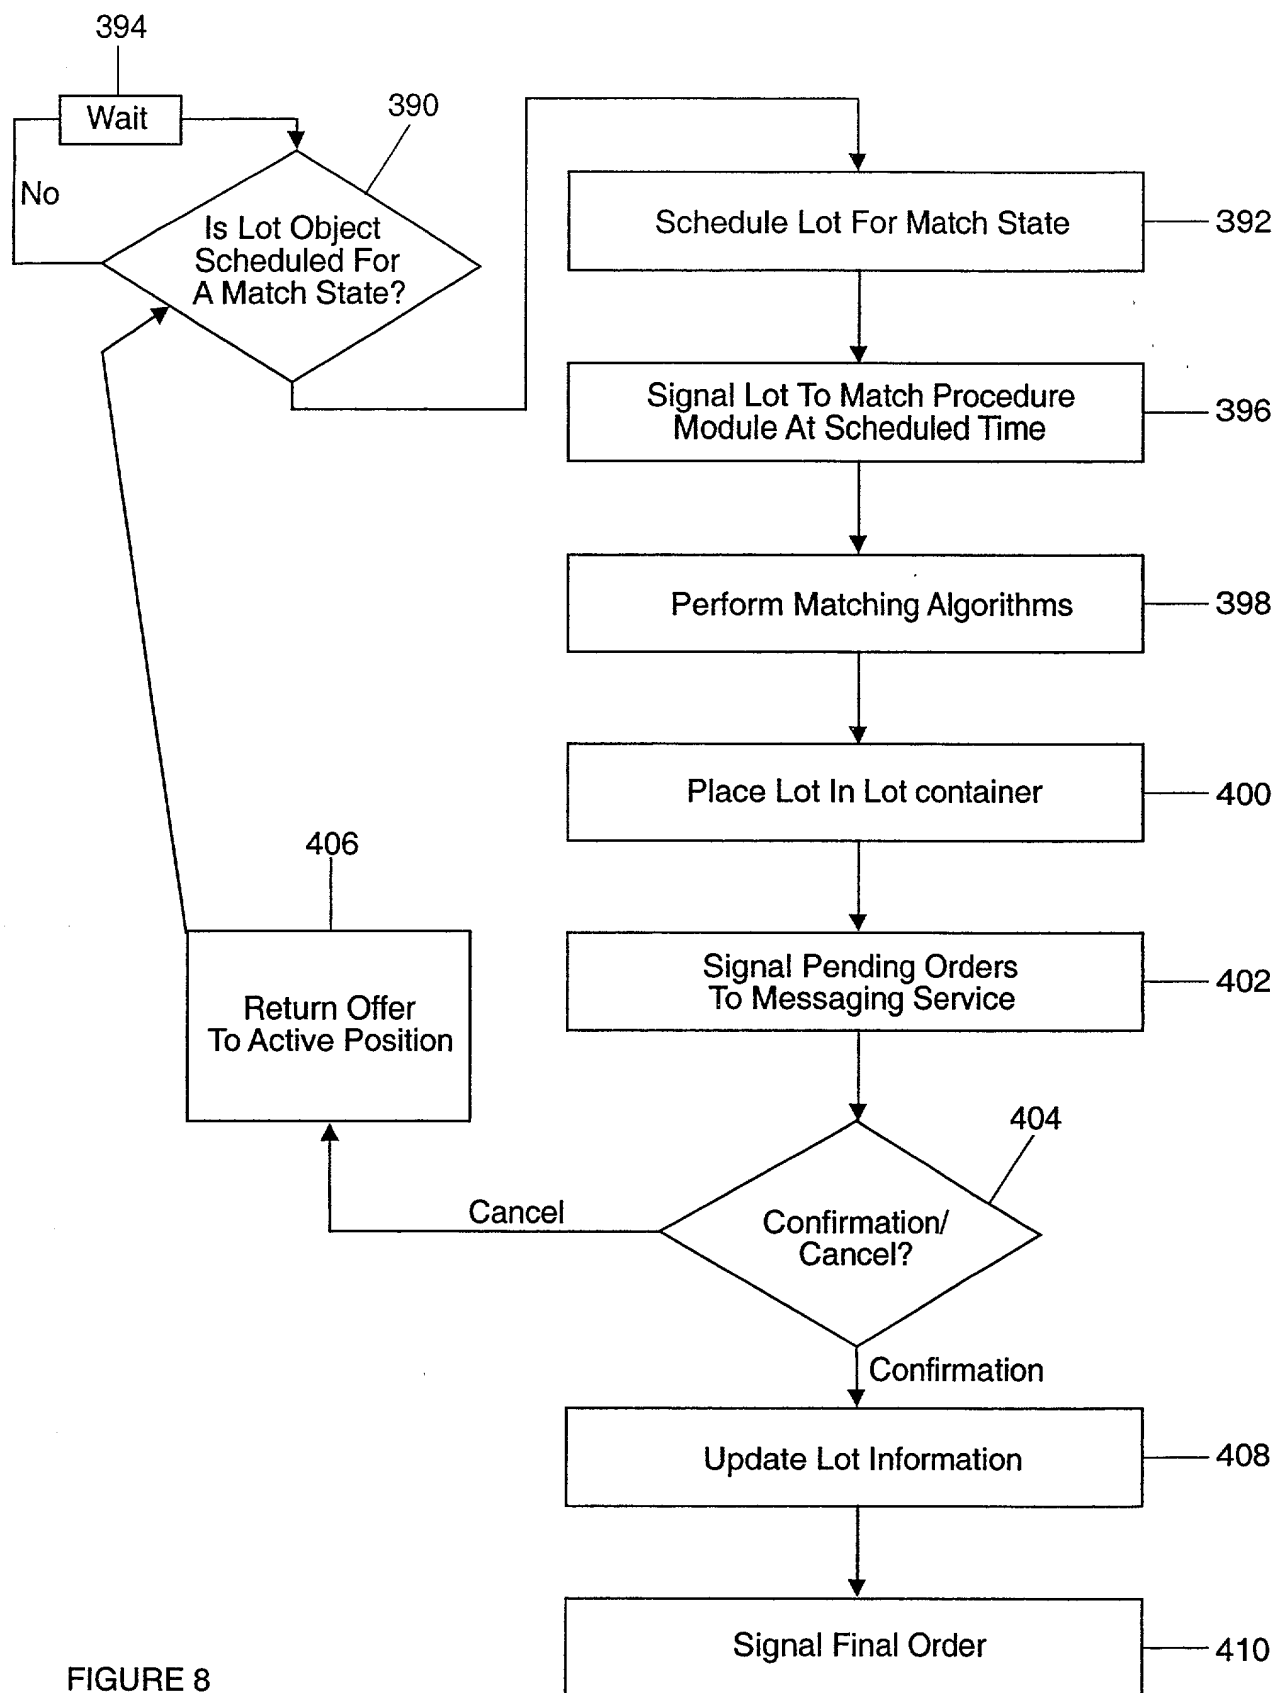 394
Wait
390
No
Is Lot Object
Scheduled For
A Match State?
Schedule Lot For Match State
392
Signal Lot To Match Procedure
Module At Scheduled Time
396
Perform Matching Algorithms
398
Place Lot In Lot container
400
406
Return Offer
To Active Position
Signal Pending Orders
To Messaging Service
402
404
Cancel
Confirmation/
Cancel?
Confirmation
Update Lot Information
408
Signal Final Order
410
FIGURE 8